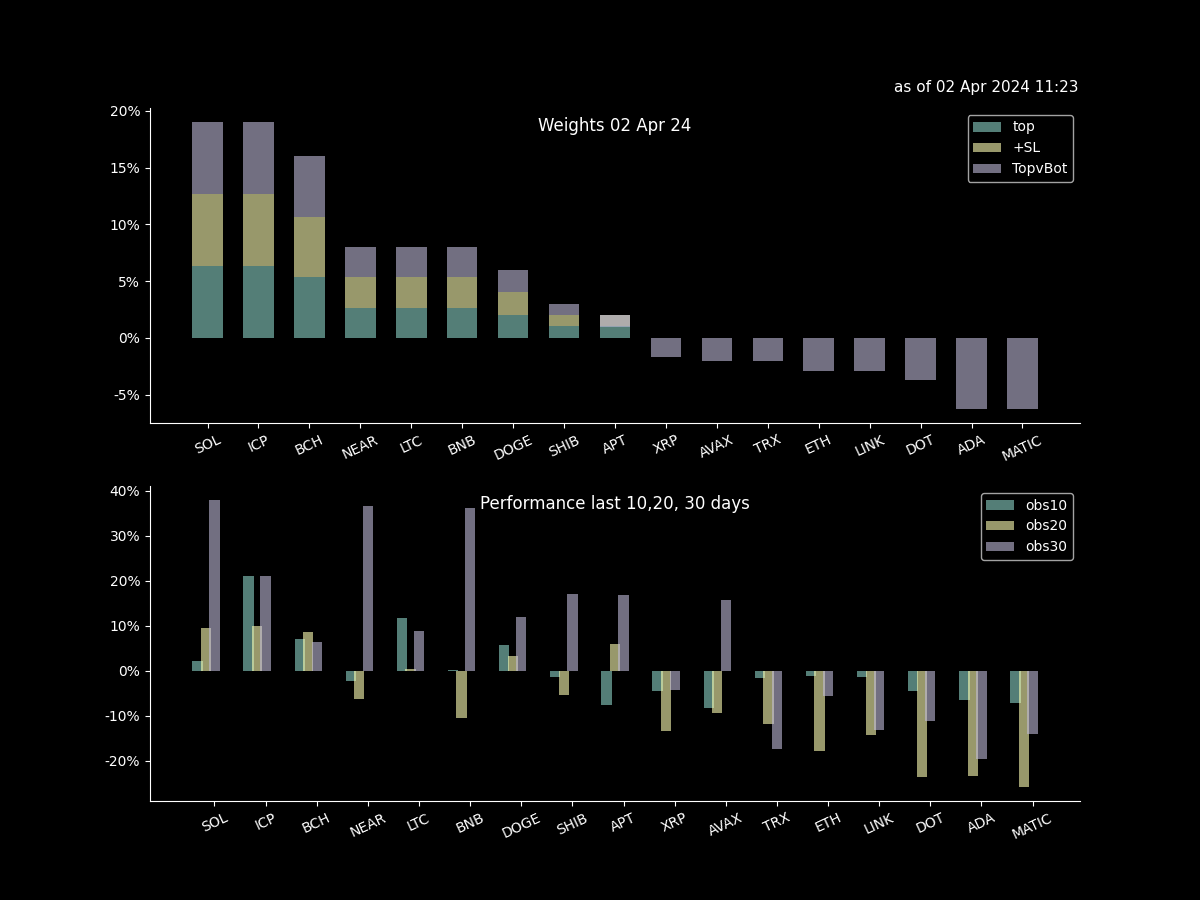 as of 02 Apr 2024 11:23
Weights 02 Apr 24
top
+SL
TopvBot
20%
15%
10%
5%
0%
-5%
SOL ICP BCH NEAR LTC BNB DOGE SHIB APT XRP AVAX TRX ETH LINK DOT ADA MATIC
Performance last 10,20, 30 days
obs10
obs20
obs30
40%
30%
20%
10%
0%
-10%
-20%
SOL ICP BCH NEAR LTC BNB DOGE SHIB APT XRP AVAX TRX ETH LINK DOT ADA MATIC